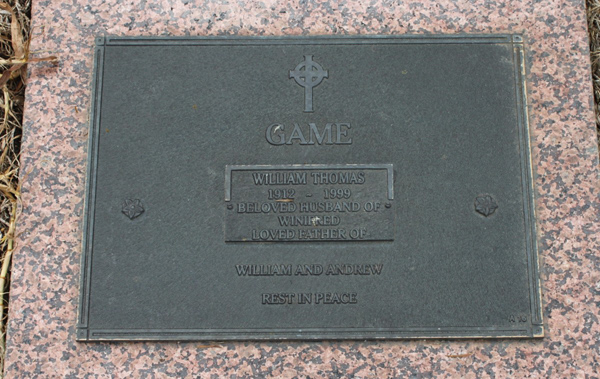 GAME
WILLIAM THOMAS
1912 - 1999
* BELOVED HUSBAND OF *
WINIFRED
LOVED FATHER OF
WILLIAM AND ANDREW
REST IN PEACE